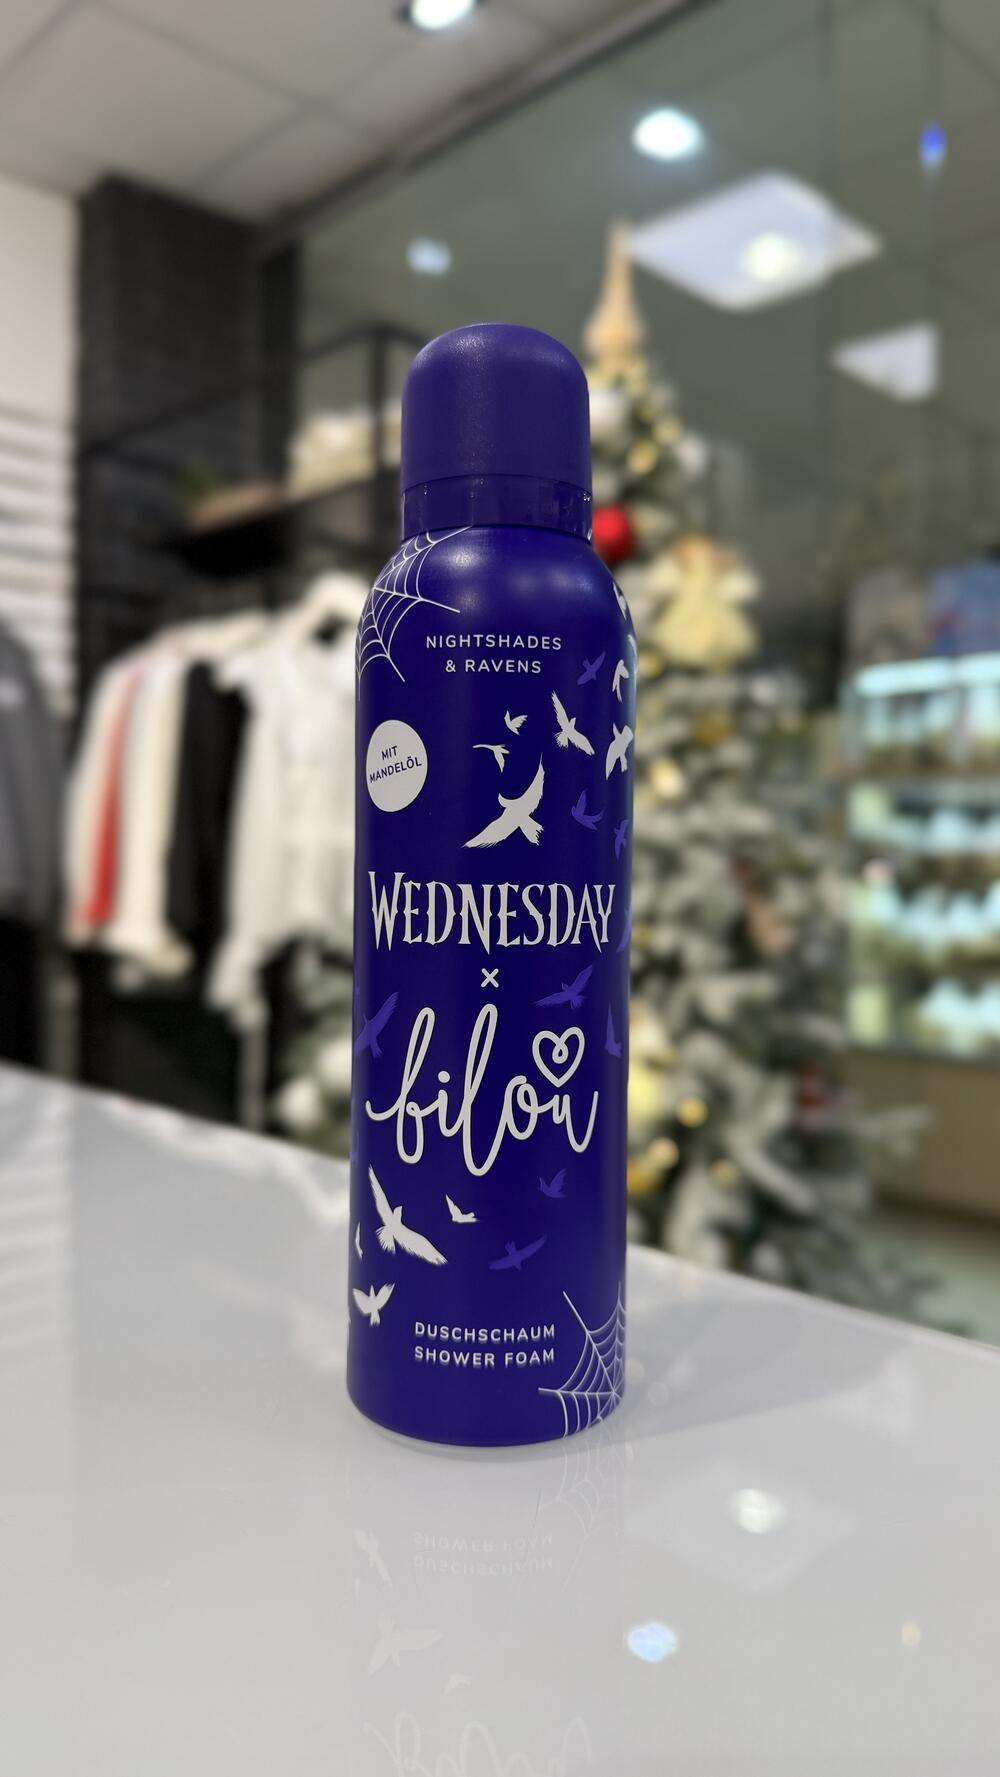 NIGHTSHADES
& RAVENS
MIT
MANDELÖL
WEDNESDAY
x
bilou
DUSCHSCHAUM
SHOWER FOAM